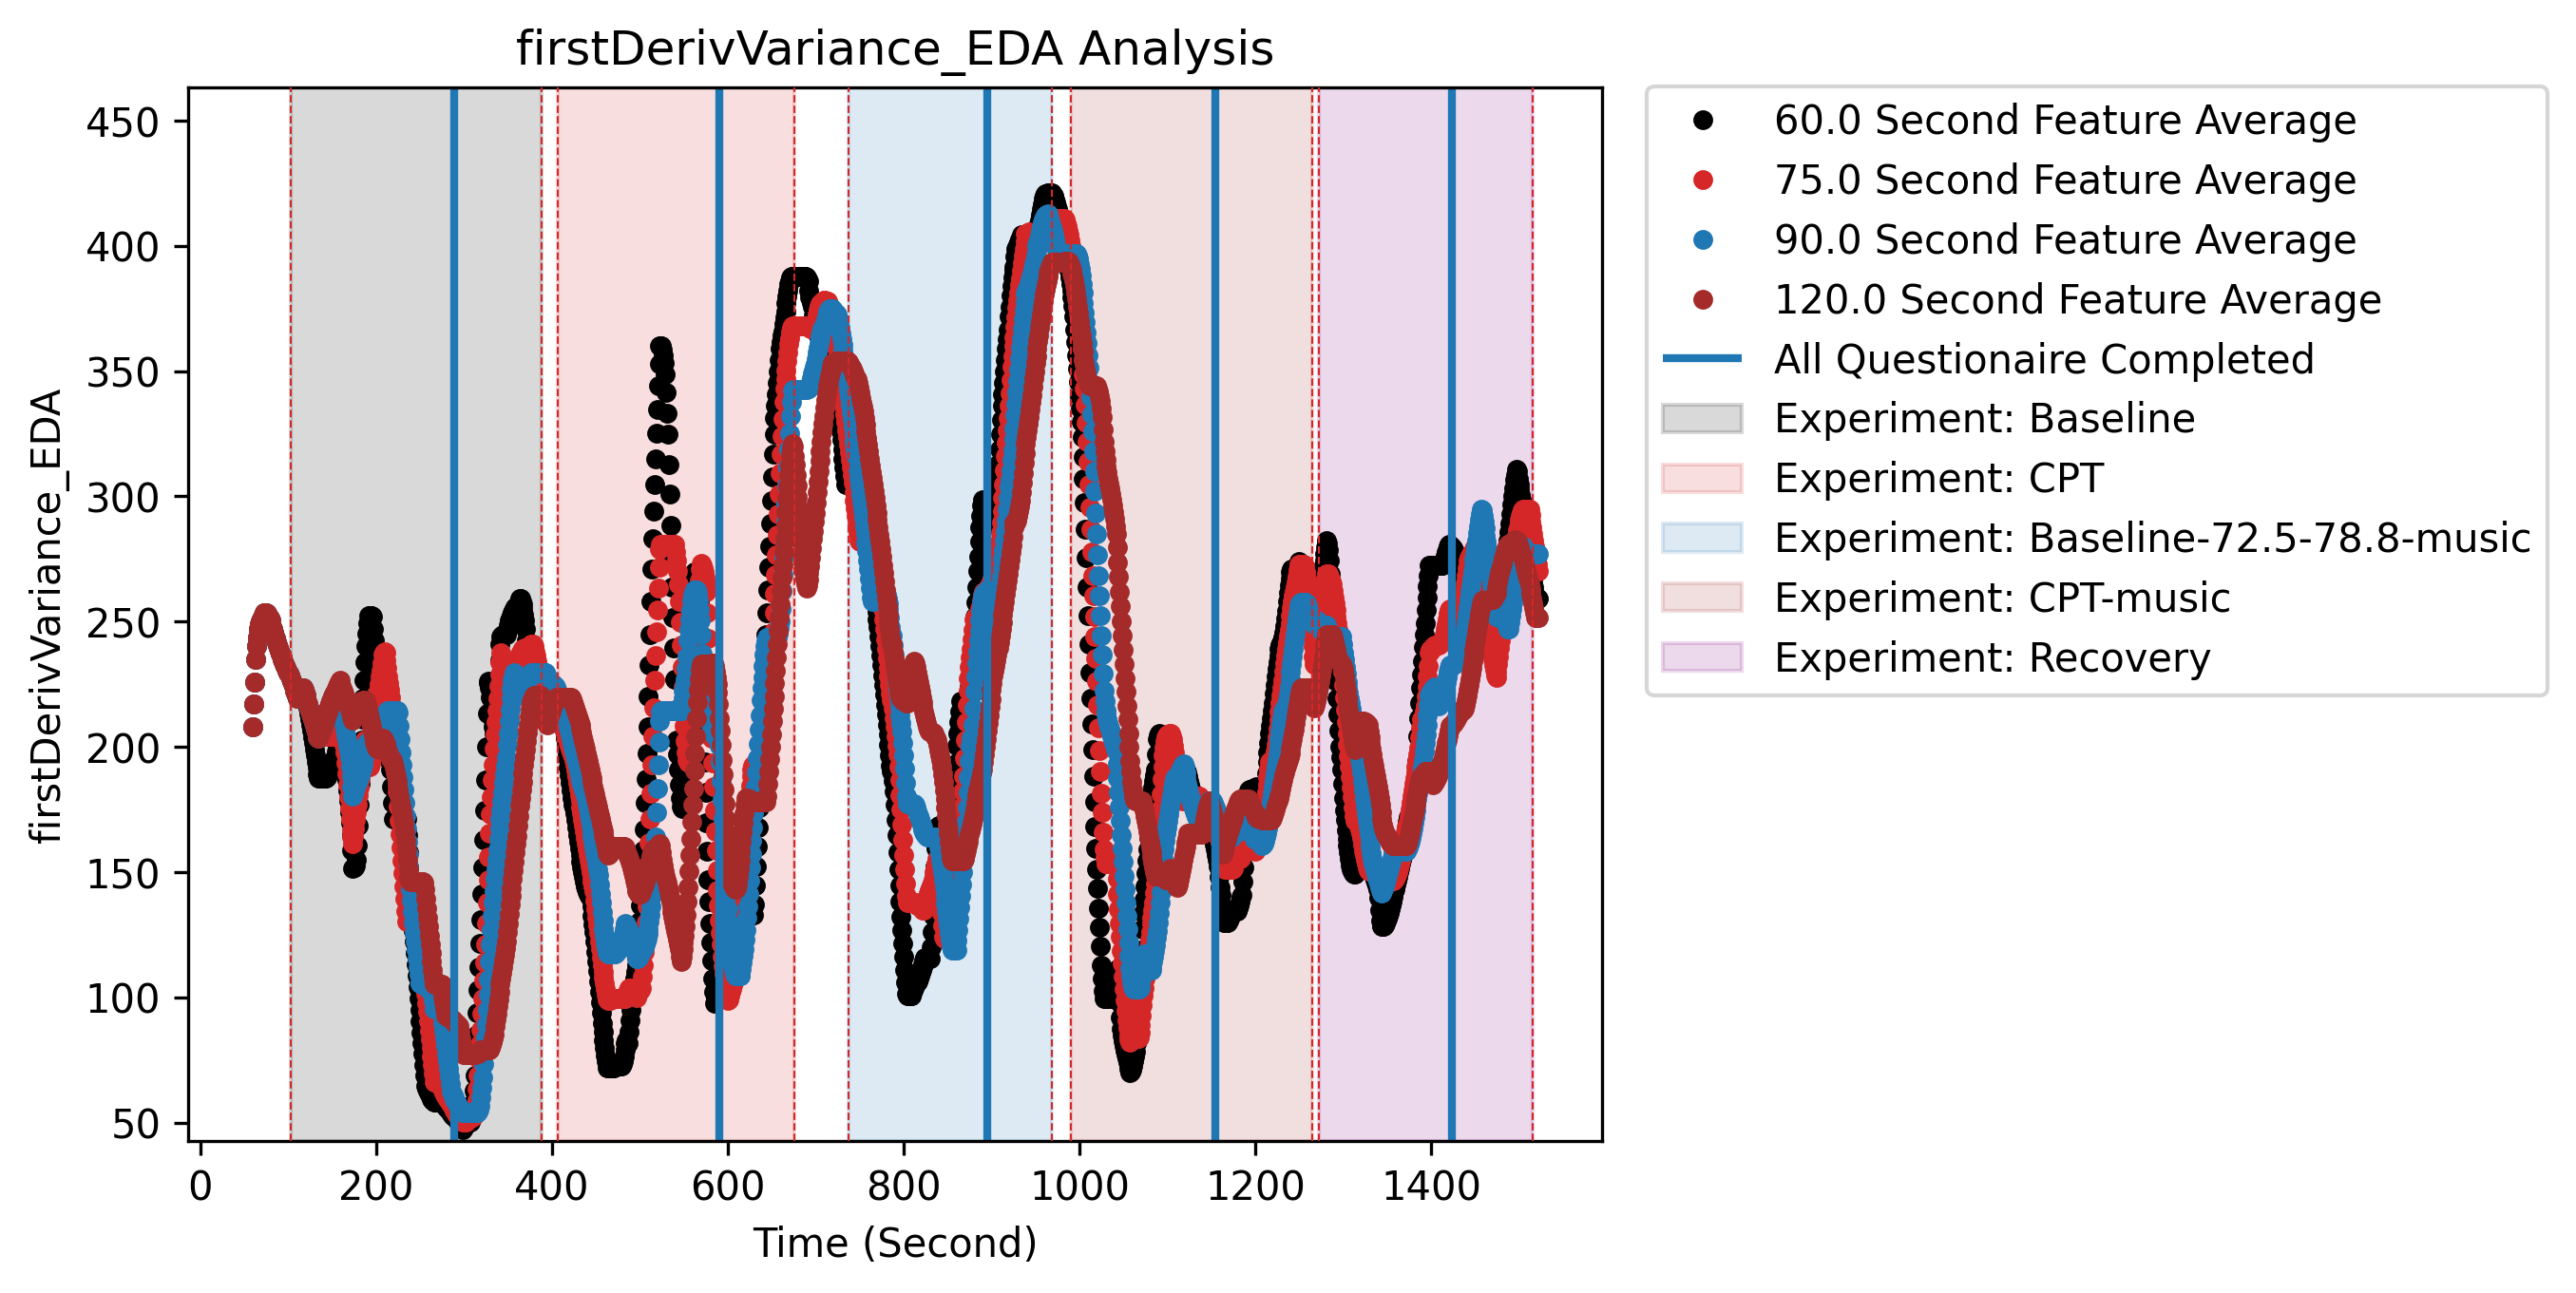 firstDerivVariance_EDA Analysis
firstDerivVariance_EDA
450
400
350
300
250
200
150
100
50
0 200 400 600 800 1000 1200 1400
Time (Second)
60.0 Second Feature Average
75.0 Second Feature Average
90.0 Second Feature Average
120.0 Second Feature Average
All Questionaire Completed
Experiment: Baseline
Experiment: CPT
Experiment: Baseline-72.5-78.8-music
Experiment: CPT-music
Experiment: Recovery